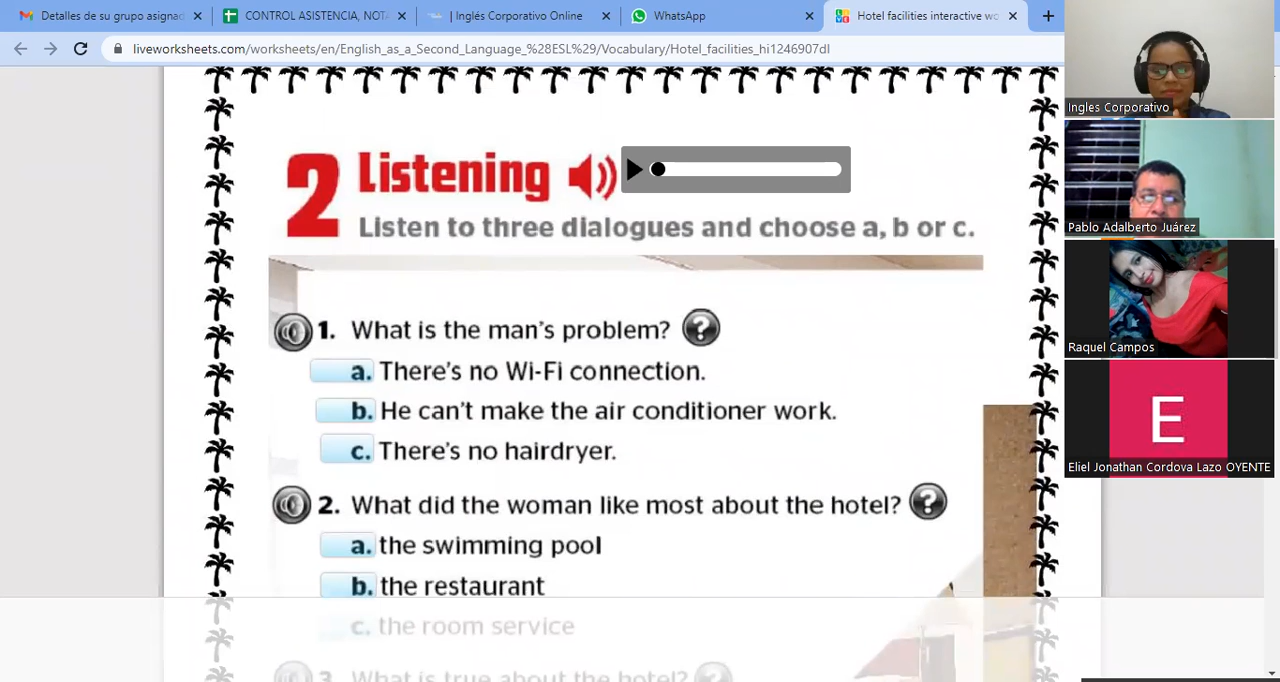 Detalles de su grupo asignad
CONTROL ASISTENCIA, NOTA
| Inglés Corporativo Online
WhatsApp
Hotel facilities interactive wo
liveworksheets.com/worksheets/en/English_as_a_Second_Language_%28ESL%29/Vocabulary/Hotel_facilities_hi1246907dl
2 Listening
Listen to three dialogues and choose a, b or c.
1. What is the man's problem? ?
a. There's no Wi-Fi connection.
b. He can't make the air conditioner work.
c. There's no hairdryer.
2. What did the woman like most about the hotel? ?
a. the swimming pool
b. the restaurant
c. the room service
3. What is true about the hotel? ?
Ingles Corporativo
Pablo Adalberto Juárez
Raquel Campos
E
Eliel Jonathan Cordova Lazo OYENTE